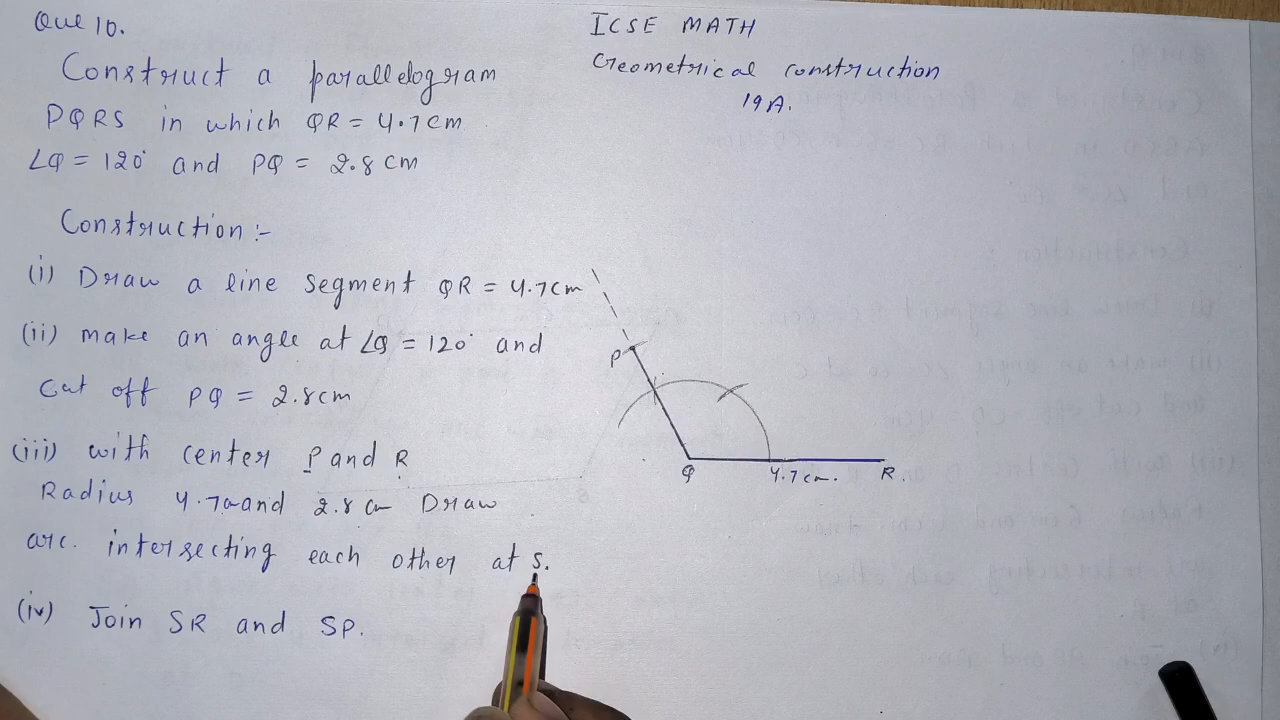 Que 10.
Construct a parallelogram
PQRS in which QR = 4.7cm
∠Q = 120° and PQ = 2.8 cm
ICSE MATH
Geometrical construction
19A.
Construction :-
(i) Draw a line segment QR = 4.7cm
(ii) make an angle at ∠Q = 120° and
Cut off PQ = 2.8cm
(iii) with center P and R
Radius 4.7cm and 2.8 cm Draw
arc. intersecting each other at S.
(iv) Join SR and SP.
P
Q 4.7cm. R.